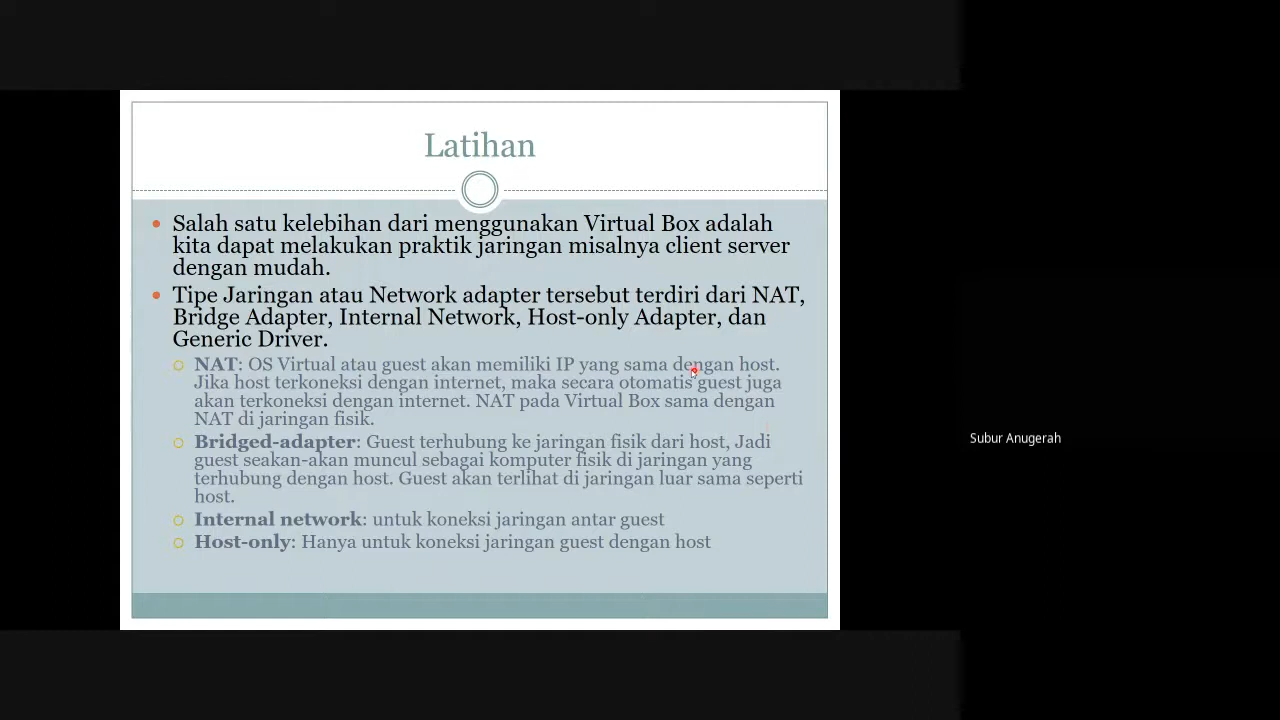 Latihan
Salah satu kelebihan dari menggunakan Virtual Box adalah
kita dapat melakukan praktik jaringan misalnya client server
dengan mudah.
Tipe Jaringan atau Network adapter tersebut terdiri dari NAT,
Bridge Adapter, Internal Network, Host-only Adapter, dan
Generic Driver.
NAT: OS Virtual atau guest akan memiliki IP yang sama dengan host.
Jika host terkoneksi dengan internet, maka secara otomatis guest juga
akan terkoneksi dengan internet. NAT pada Virtual Box sama dengan
NAT di jaringan fisik.
Bridged-adapter: Guest terhubung ke jaringan fisik dari host, Jadi
guest seakan-akan muncul sebagai komputer fisik di jaringan yang
terhubung dengan host. Guest akan terlihat di jaringan luar sama seperti
host.
Internal network: untuk koneksi jaringan antar guest
Host-only: Hanya untuk koneksi jaringan guest dengan host
Subur Anugerah